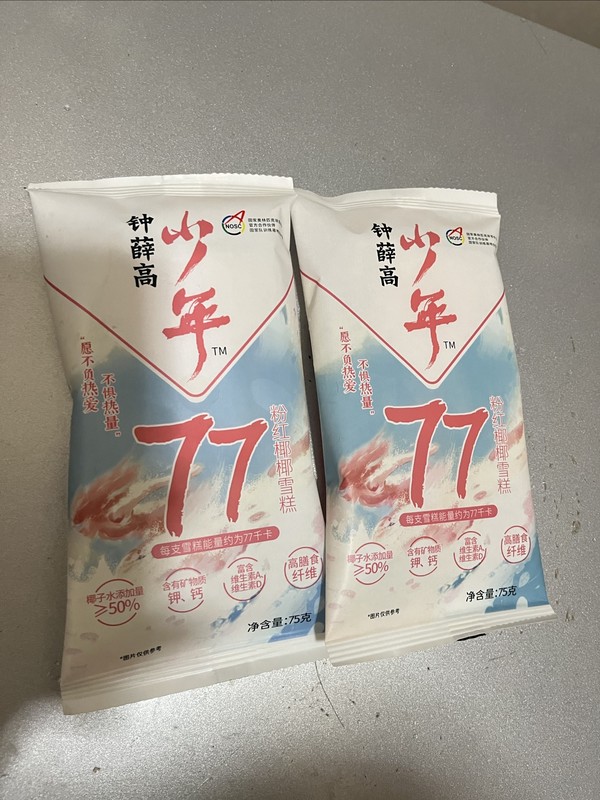 钟薛高
少年
TM
NOSC
"愿不负热爱
不惧热量"
77
粉红椰椰雪糕
每支雪糕能量约为77千卡
椰子水添加量
≥50%
含有矿物质
钾、钙
富含
维生素A、
维生素D
高膳食
纤维
净含量:75克
*图片仅供参考
钟薛高
少年
TM
NOSC
"愿不负热爱
不惧热量"
77
粉红椰椰雪糕
每支雪糕能量约为77千卡
椰子水添加量
≥50%
含有矿物质
钾、钙
富含
维生素A、
维生素D
高膳食
纤维
净含量:75克
*图片仅供参考